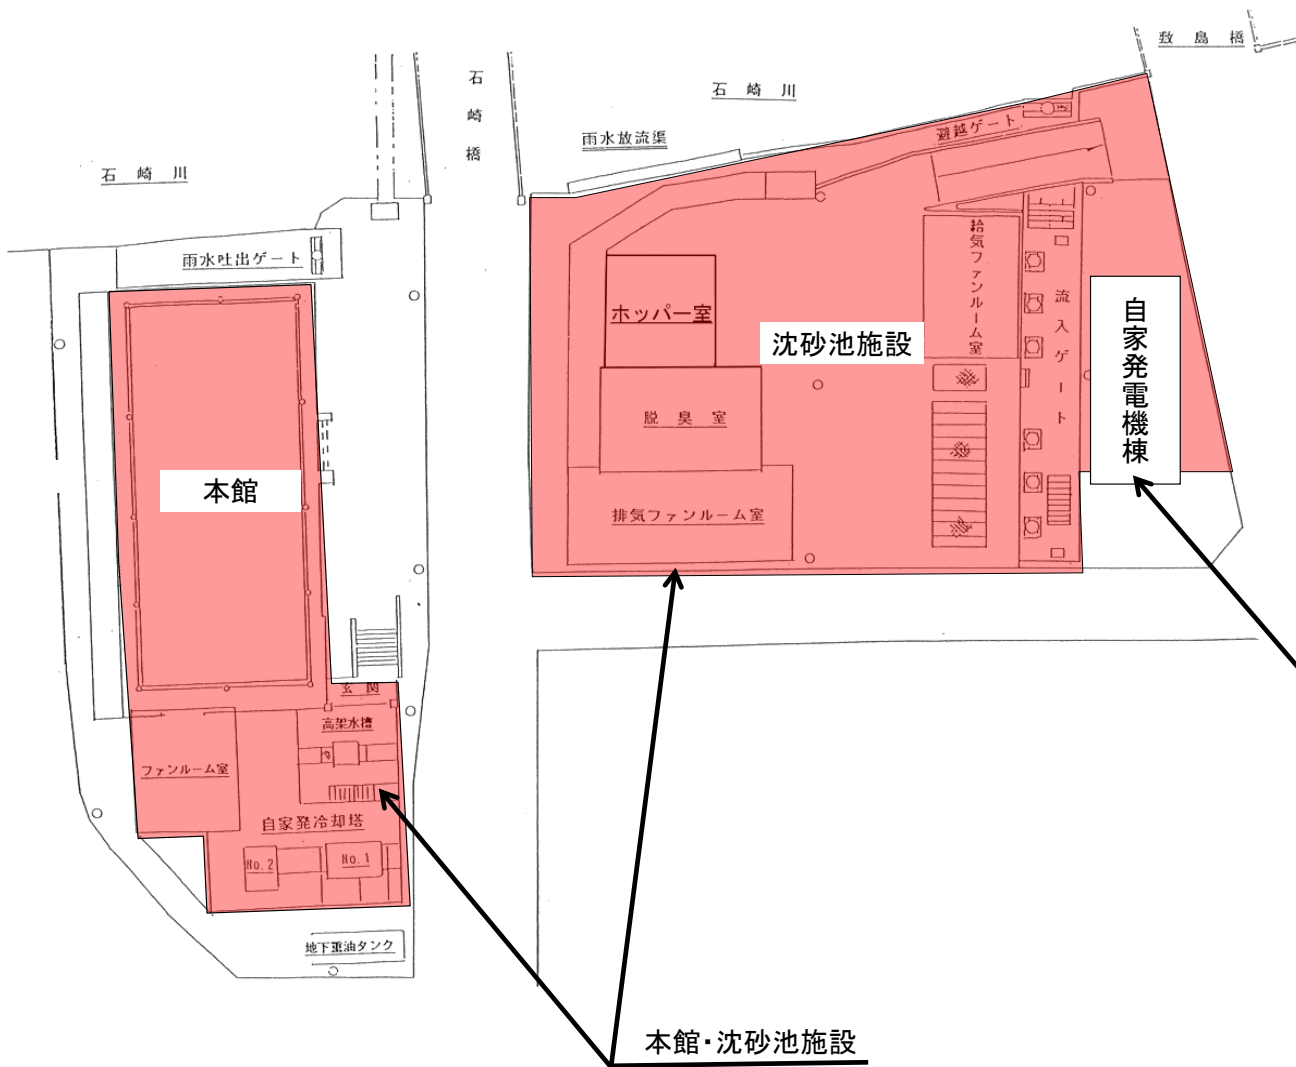 敷島橋
石崎橋
石崎川
雨水放流渠
避越ゲート
石崎川
雨水吐出ゲート
給気ファンルーム室
流入ゲート
自家発電機棟
ホッパー室
沈砂池施設
脱臭室
本館
排気ファンルーム室
玄関
高架水槽
ファンルーム室
自家発冷却塔
No.2
No.1
地下重油タンク
本館・沈砂池施設